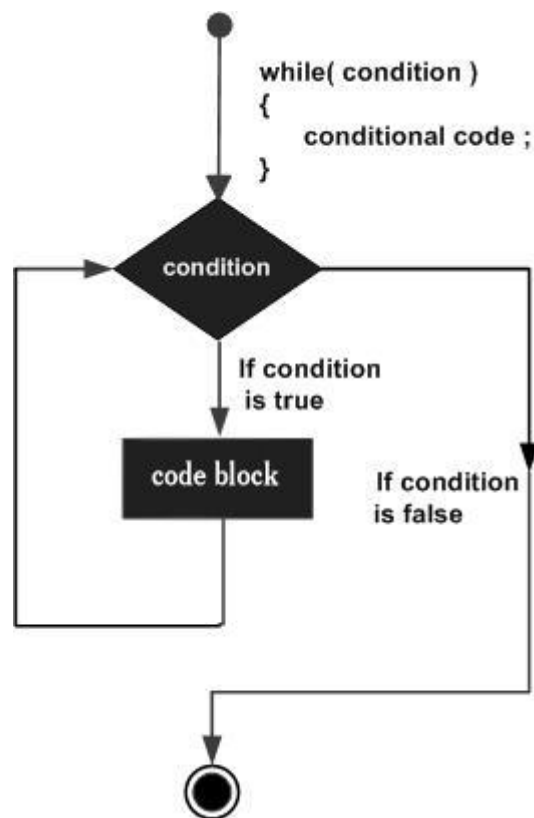 while( condition )
{
conditional code ;
}
condition
If condition
is true
code block
If condition
is false